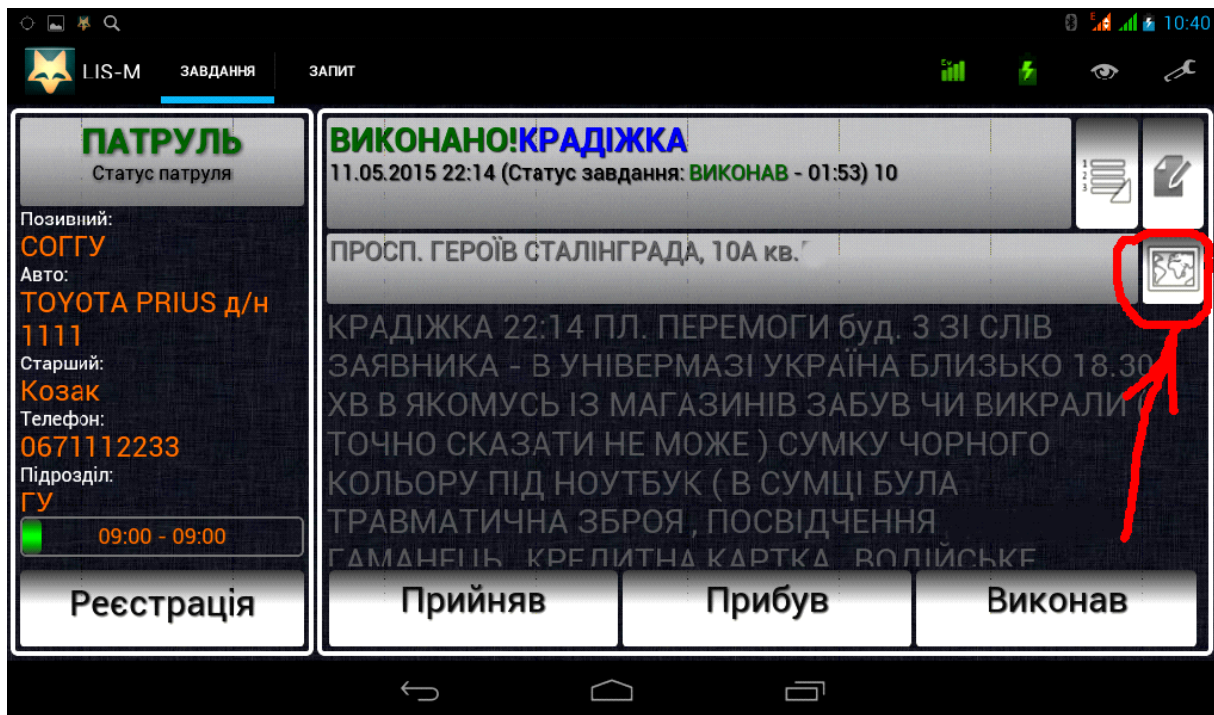 10:40
LIS-M ЗАВДАННЯ ЗАПИТ
ПАТРУЛЬ
Статус патруля
Позивний:
СОГГУ
Авто:
TOYOTA PRIUS д/н
1111
Старший:
Козак
Телефон:
0671112233
Підрозділ:
ГУ
09:00 - 09:00
Реєстрація
ВИКОНАНО!КРАДІЖКА
11.05.2015 22:14 (Статус завдання: ВИКОНАВ - 01:53) 10
ПРОСП. ГЕРОЇВ СТАЛІНГРАДА, 10А кв.
КРАДІЖКА 22:14 ПЛ. ПЕРЕМОГИ буд. 3 ЗІ СЛІВ
ЗАЯВНИКА - В УНІВЕРМАЗІ УКРАЇНА БЛИЗЬКО 18.30
ХВ В ЯКОМУСЬ ІЗ МАГАЗИНІВ ЗАБУВ ЧИ ВИКРАЛИ (
ТОЧНО СКАЗАТИ НЕ МОЖЕ ) СУМКУ ЧОРНОГО
КОЛЬОРУ ПІД НОУТБУК ( В СУМЦІ БУЛА
ТРАВМАТИЧНА ЗБРОЯ , ПОСВІДЧЕННЯ
ГАМАНЕЦЬ , КРЕДИТНА КАРТКА , ВОДІЙСЬКЕ
Прийняв Прибув Виконав